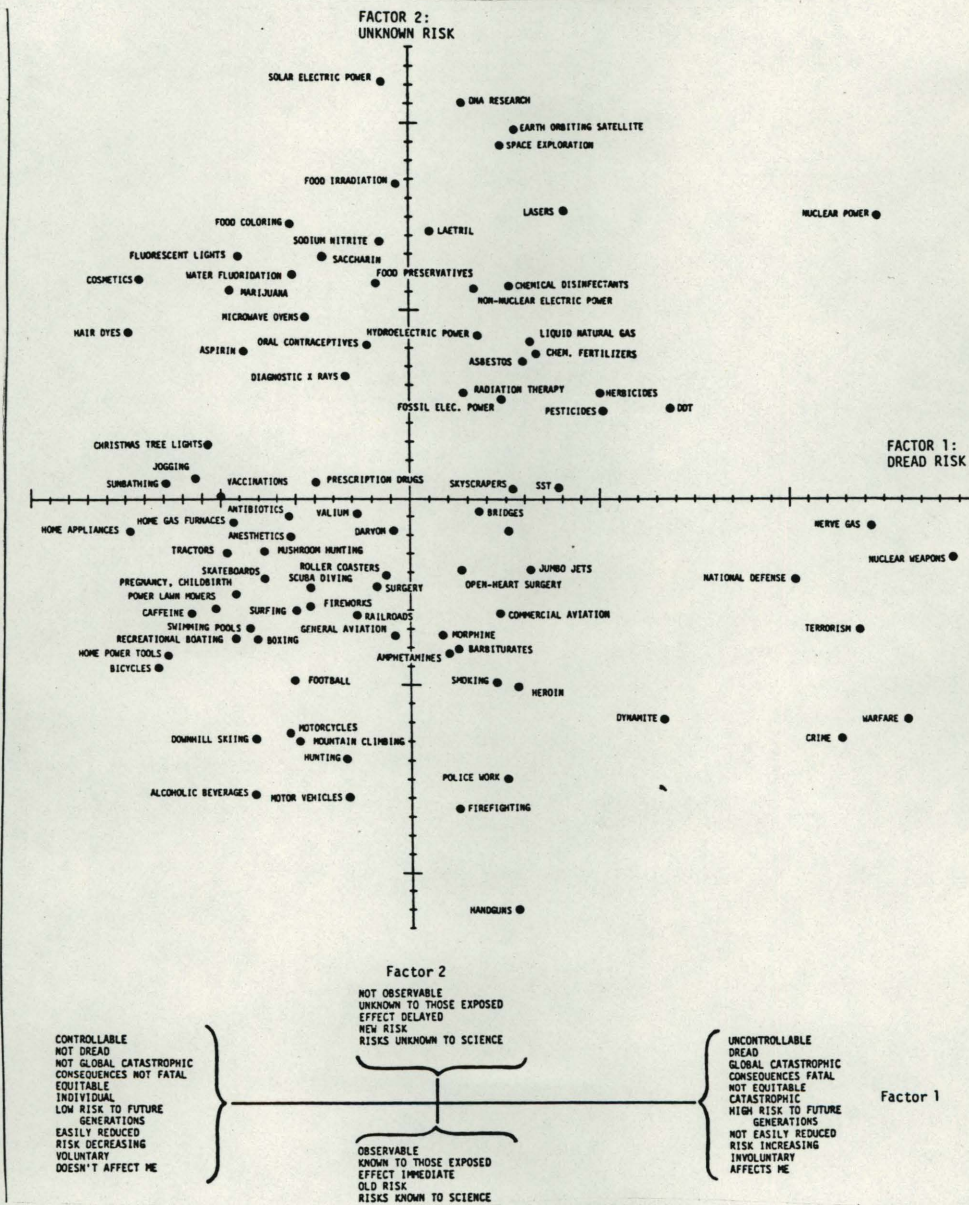 FACTOR 2:
UNKNOWN RISK
SOLAR ELECTRIC POWER
DNA RESEARCH
EARTH ORBITING SATELLITE
SPACE EXPLORATION
FOOD IRRADIATION
LASERS
NUCLEAR POWER
FOOD COLORING
LAETRIL
SODIUM NITRITE
FLUORESCENT LIGHTS
SACCHARIN
WATER FLUORIDATION
FOOD PRESERVATIVES
COSMETICS
CHEMICAL DISINFECTANTS
MARIJUANA
NON-NUCLEAR ELECTRIC POWER
MICROWAVE OVENS
HAIR DYES
HYDROELECTRIC POWER
LIQUID NATURAL GAS
ORAL CONTRACEPTIVES
ASPIRIN
CHEM. FERTILIZERS
ASBESTOS
DIAGNOSTIC X RAYS
RADIATION THERAPY
HERBICIDES
FOSSIL ELEC. POWER
PESTICIDES
DDT
CHRISTMAS TREE LIGHTS
FACTOR 1:
DREAD RISK
JOGGING
SUNBATHING
VACCINATIONS
PRESCRIPTION DRUGS
SKYSCRAPERS
SST
ANTIBIOTICS
VALIUM
BRIDGES
HOME GAS FURNACES
NERVE GAS
HOME APPLIANCES
ANESTHETICS
DARVON
TRACTORS
MUSHROOM HUNTING
NUCLEAR WEAPONS
SKATEBOARDS
ROLLER COASTERS
JUMBO JETS
NATIONAL DEFENSE
PREGNANCY, CHILDBIRTH
SCUBA DIVING
SURGERY
OPEN-HEART SURGERY
POWER LAWN MOWERS
FIREWORKS
CAFFEINE
SURFING
RAILROADS
COMMERCIAL AVIATION
SWIMMING POOLS
GENERAL AVIATION
TERRORISM
RECREATIONAL BOATING
BOXING
MORPHINE
HOME POWER TOOLS
AMPHETAMINES
BARBITURATES
BICYCLES
FOOTBALL
SMOKING
HEROIN
DYNAMITE
WARFARE
MOTORCYCLES
DOWNHILL SKIING
MOUNTAIN CLIMBING
CRIME
HUNTING
POLICE WORK
ALCOHOLIC BEVERAGES
MOTOR VEHICLES
FIREFIGHTING
HANDGUNS
Factor 2
NOT OBSERVABLE
UNKNOWN TO THOSE EXPOSED
EFFECT DELAYED
NEW RISK
RISKS UNKNOWN TO SCIENCE
CONTROLLABLE
NOT DREAD
NOT GLOBAL CATASTROPHIC
CONSEQUENCES NOT FATAL
EQUITABLE
INDIVIDUAL
LOW RISK TO FUTURE
GENERATIONS
EASILY REDUCED
RISK DECREASING
VOLUNTARY
DOESN'T AFFECT ME
UNCONTROLLABLE
DREAD
GLOBAL CATASTROPHIC
CONSEQUENCES FATAL
NOT EQUITABLE
CATASTROPHIC
HIGH RISK TO FUTURE
GENERATIONS
NOT EASILY REDUCED
RISK INCREASING
INVOLUNTARY
AFFECTS ME
Factor 1
OBSERVABLE
KNOWN TO THOSE EXPOSED
EFFECT IMMEDIATE
OLD RISK
RISKS KNOWN TO SCIENCE